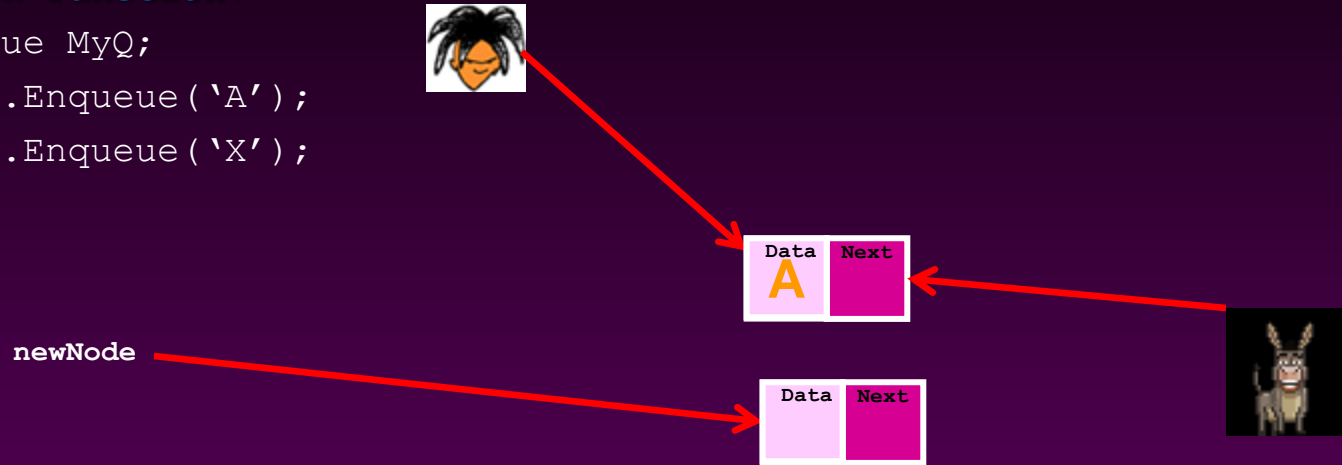 ue MyQ;
.Enqueue(‘A’);
.Enqueue(‘X’);
Data Next
A
newNode
Data Next